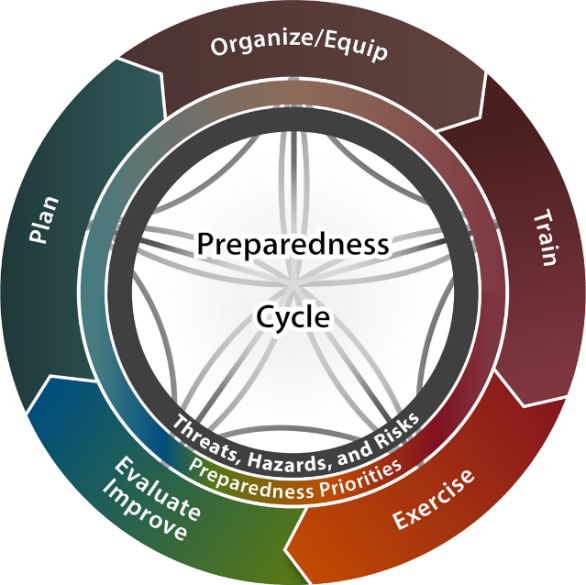 Organize/Equip
Plan
Train
Preparedness
Cycle
Threats, Hazards, and Risks
Preparedness Priorities
Evaluate
Improve
Exercise